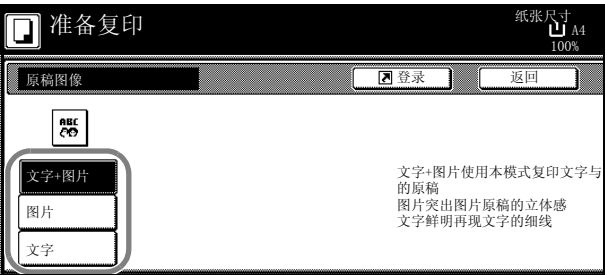 准备复印
纸张尺寸
A4
100%
原稿图像
登录
返回
ABC
文字+图片
图片
文字
文字+图片使用本模式复印文字与
的原稿
图片突出图片原稿的立体感
文字鲜明再现文字的细线